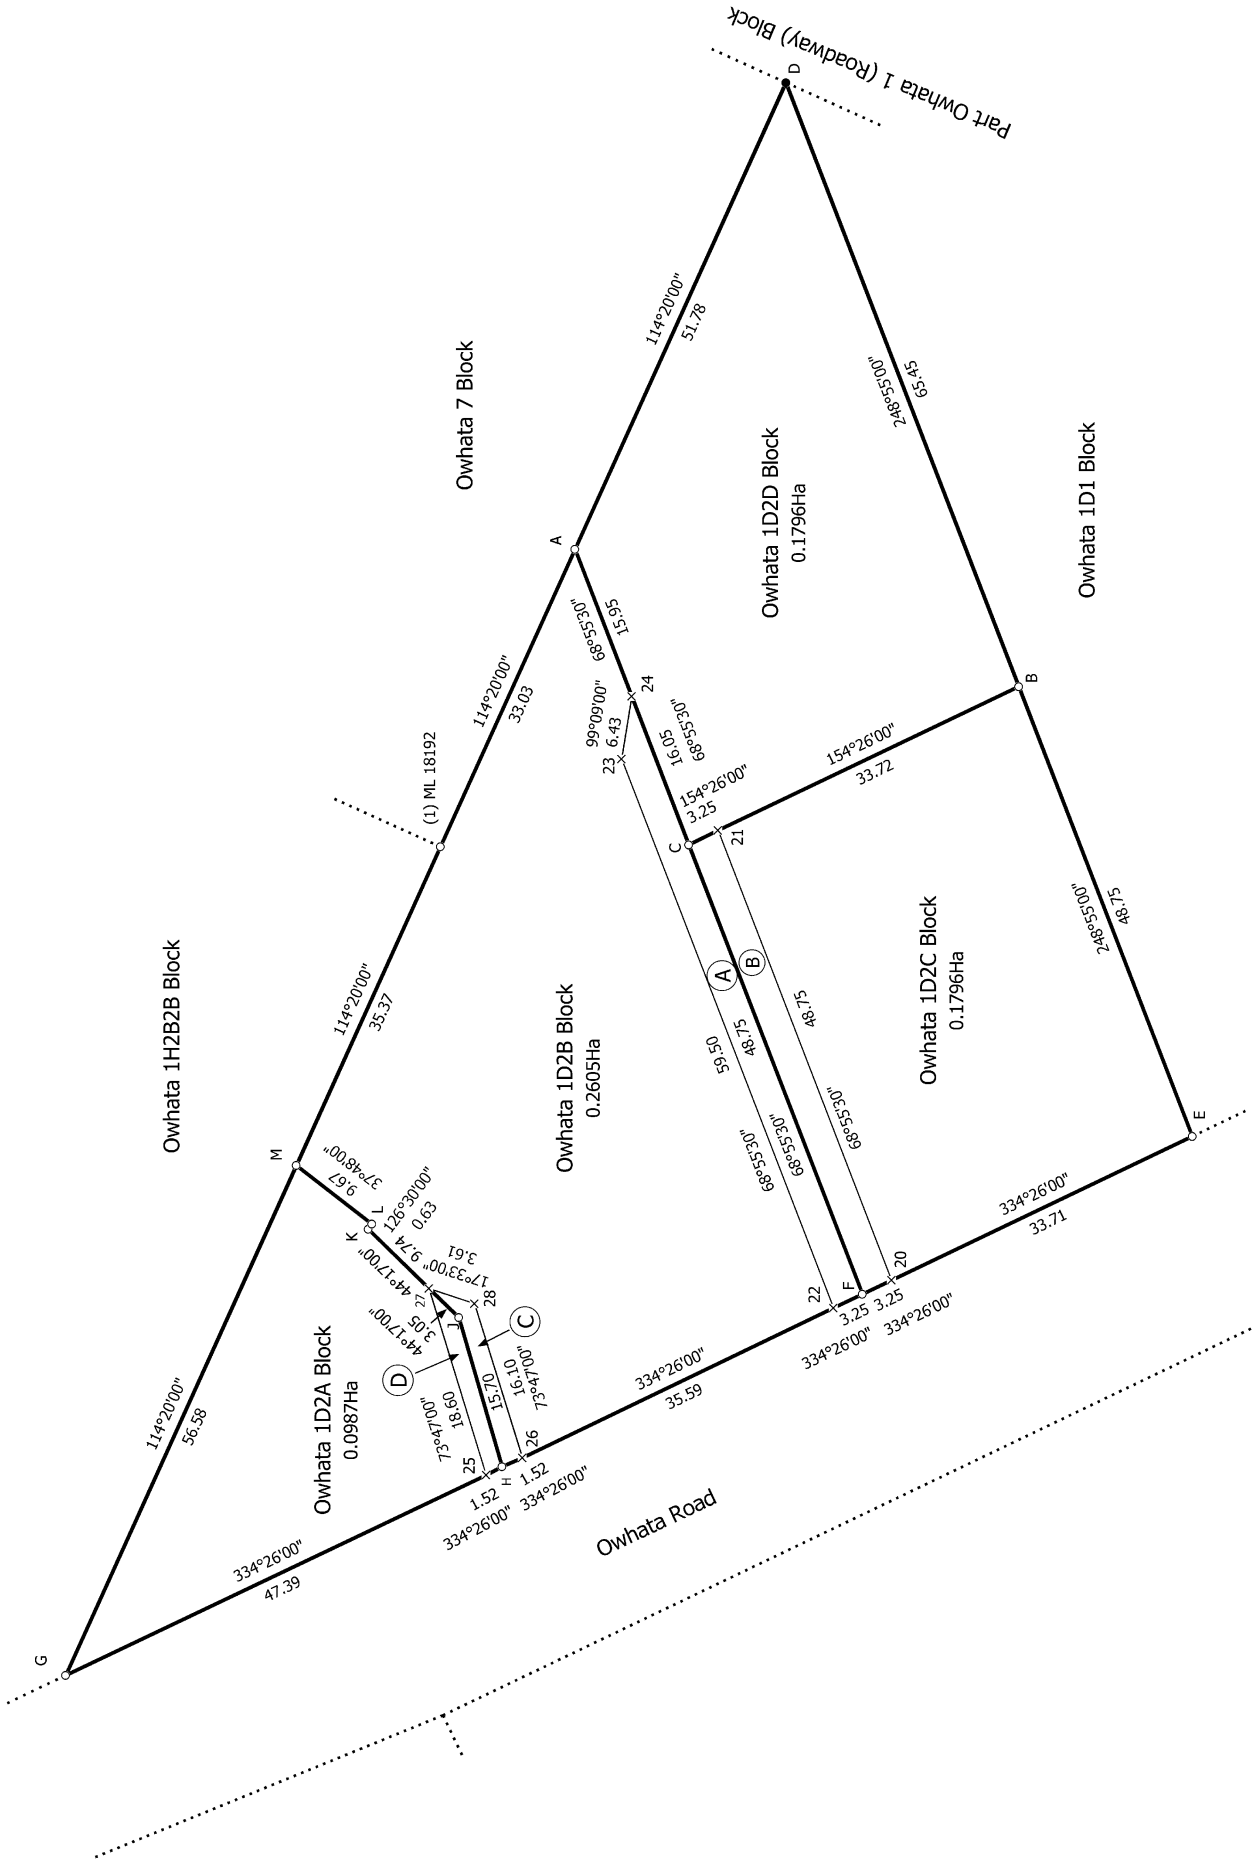 Part Owhata 1 (Roadway) Block
D
114°20'00"
51.78
Owhata 7 Block
248°55'00"
65.45
Owhata 1D2D Block
0.1796Ha
Owhata 1D1 Block
A
68°55'30"
15.95
24
99°09'00"
6.43
23
16.05
68°55'30"
B
114°20'00"
33.03
(1) ML 18192
154°26'00"
3.25
154°26'00"
33.72
C
21
Owhata 1H2B2B Block
114°20'00"
35.37
Owhata 1D2B Block
0.2605Ha
A
B
59.50
68°55'30"
48.75
68°55'30"
48.75
68°55'30"
Owhata 1D2C Block
0.1796Ha
248°55'00"
48.75
E
M
37°48'00"
9.67
L
K
126°30'00"
0.63
44°17'00"
9.74
17°33'00"
3.61
27
28
44°17'00"
3.05
J
C
D
73°47'00"
18.60
15.70
16.10
73°47'00"
25
H
26
1.52
334°26'00"
1.52
334°26'00"
22
F
20
3.25
334°26'00"
3.25
334°26'00"
334°26'00"
33.71
334°26'00"
35.59
Owhata 1D2A Block
0.0987Ha
114°20'00"
56.58
334°26'00"
47.39
G
Owhata Road